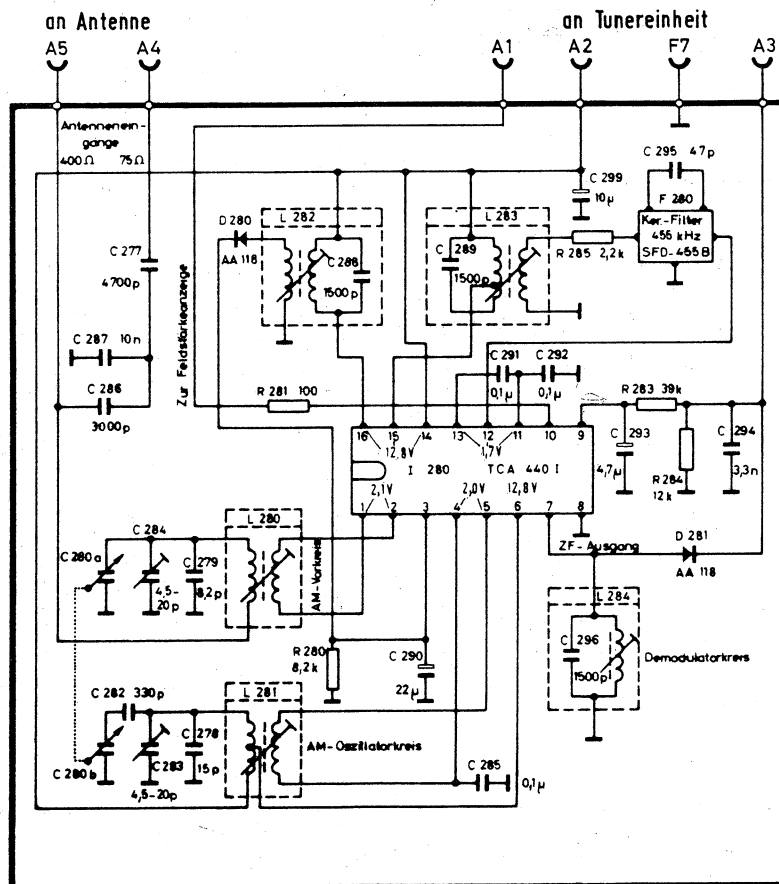 an Antenne
an Tunereinheit
A5
A4
A1
A2
F7
A3
Antennenein-
gänge
400Ω 75Ω
C 295 47p
C 299
10µ
F 280
Ker.-Filter
455 kHz
SFD-455B
D 280
AA 118
L 282
L 283
C 288
1500p
C 289
1500p
R 285 2,2k
C 277
4700p
Zur Feldstärkeanzeige
C 287 10n
C 286
3000p
C 291
0,1µ
C 292
0,1µ
R 281 100
R 283 39k
16
15
14
13
12
11
10
9
12,8V
1,7V
I 280 TCA 440 I
2,1V
2,0V
12,8V
1
2
3
4
5
6
7
8
C 293
4,7µ
R 284
12k
C 294
3,3n
L 280
C 284
C 280a
4,5-
20p
C 279
8,2p
AM-Vorkreis
ZF-Ausgang
D 281
AA 118
L 284
C 296
1500p
Demodulatorkreis
R 280
8,2k
C 290
22µ
C 282 330p
L 281
C 278
15p
C 280b
C 283
4,5-20p
AM-Oszillatorkreis
C 285
0,1µ